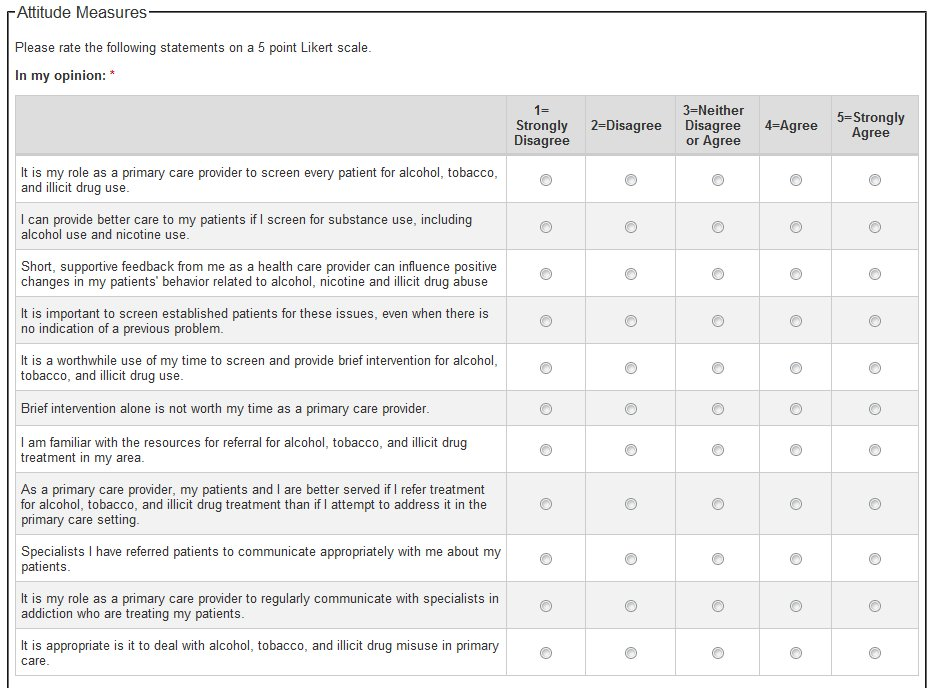 Attitude Measures
Please rate the following statements on a 5 point Likert scale.
In my opinion: *
1=
Strongly
Disagree
2=Disagree
3=Neither
Disagree
or Agree
4=Agree
5=Strongly
Agree
It is my role as a primary care provider to screen every patient for alcohol, tobacco,
and illicit drug use.
I can provide better care to my patients if I screen for substance use, including
alcohol use and nicotine use.
Short, supportive feedback from me as a health care provider can influence positive
changes in my patients' behavior related to alcohol, nicotine and illicit drug abuse
It is important to screen established patients for these issues, even when there is
no indication of a previous problem.
It is a worthwhile use of my time to screen and provide brief intervention for alcohol,
tobacco, and illicit drug use.
Brief intervention alone is not worth my time as a primary care provider.
I am familiar with the resources for referral for alcohol, tobacco, and illicit drug
treatment in my area.
As a primary care provider, my patients and I are better served if I refer treatment
for alcohol, tobacco, and illicit drug treatment than if I attempt to address it in the
primary care setting.
Specialists I have referred patients to communicate appropriately with me about my
patients.
It is my role as a primary care provider to regularly communicate with specialists in
addiction who are treating my patients.
It is appropriate is it to deal with alcohol, tobacco, and illicit drug misuse in primary
care.